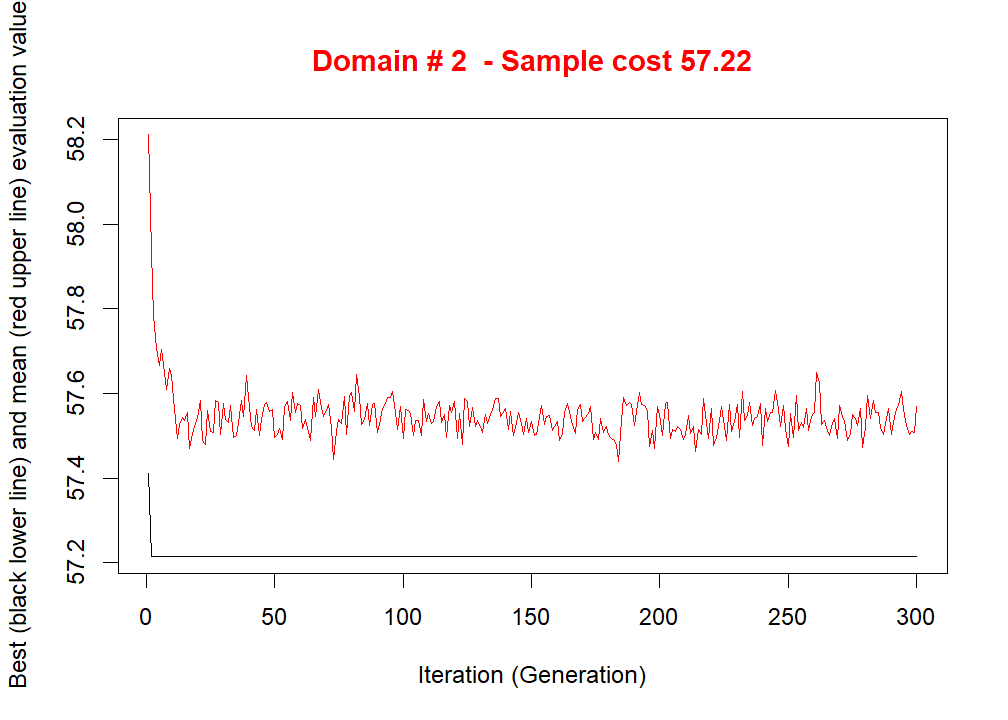 Domain # 2  - Sample cost 57.22
Best (black lower line) and mean (red upper line) evaluation value
58.2
58.0
57.8
57.6
57.4
57.2
0 50 100 150 200 250 300
Iteration (Generation)